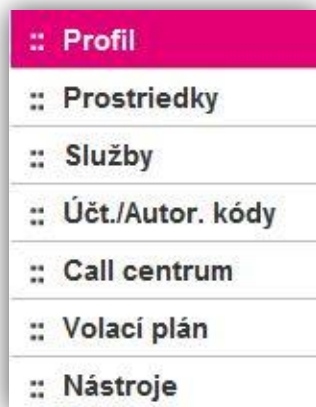 :: Profil
:: Prostriedky
:: Služby
:: Účt./Autor. kódy
:: Call centrum
:: Volací plán
:: Nástroje